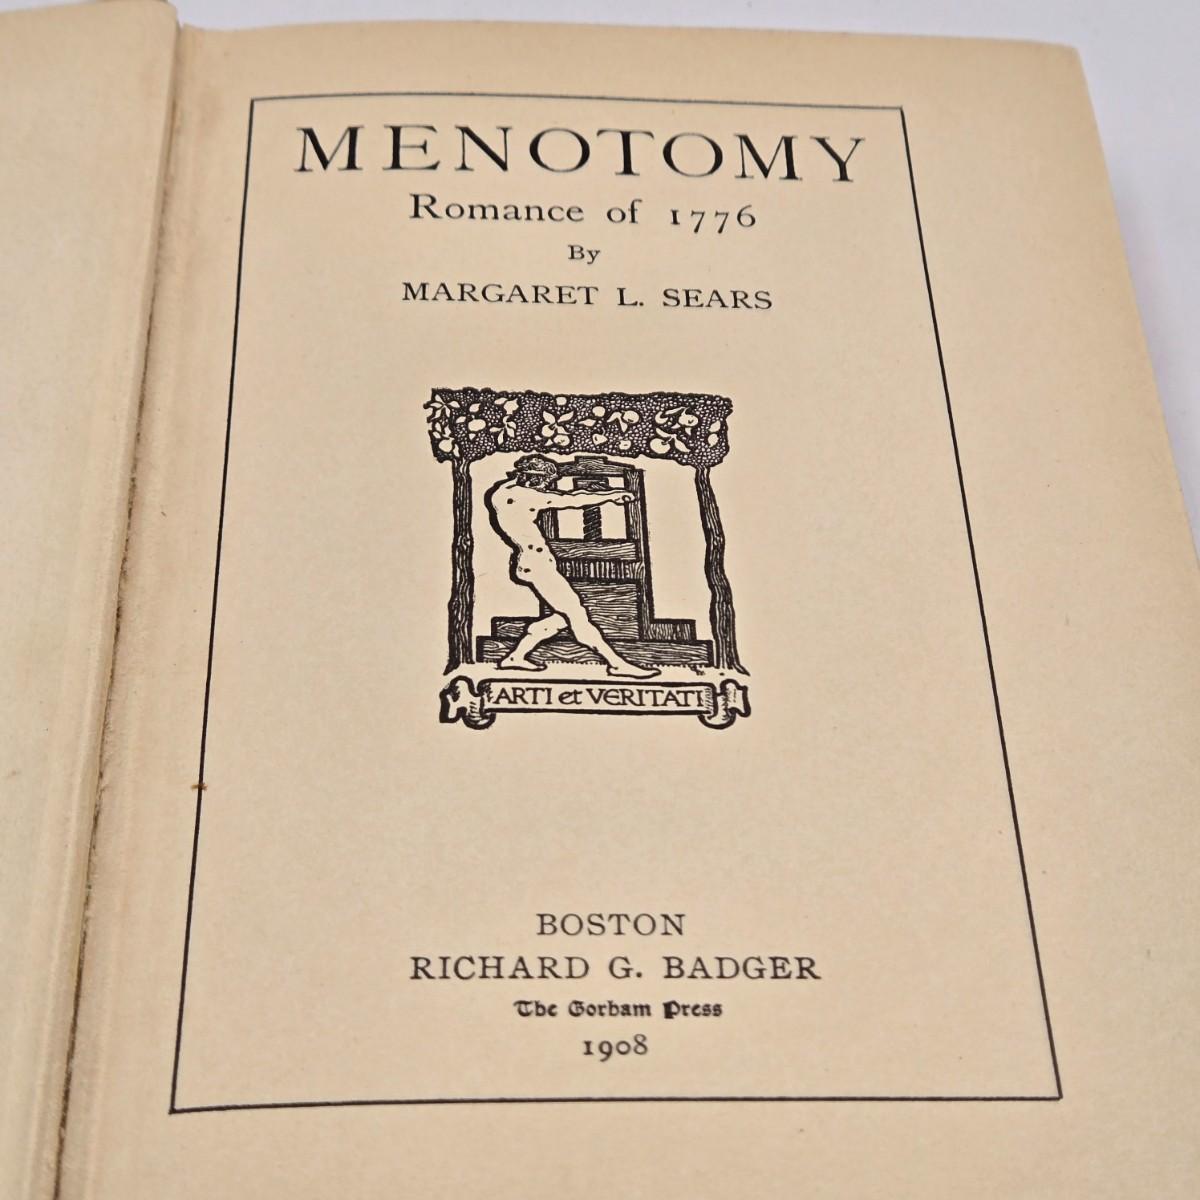 MENOTOMY
Romance of 1776
By
MARGARET L. SEARS
ARTI et VERITATI
BOSTON
RICHARD G. BADGER
The Gorham Press
1908